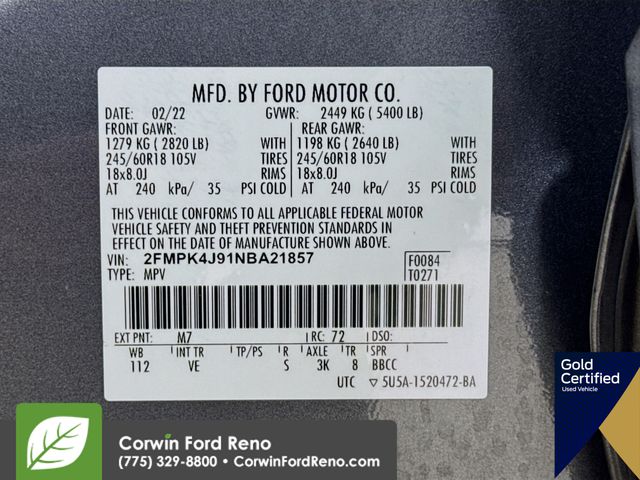 MFD. BY FORD MOTOR CO.
DATE: 02/22 GVWR: 2449 KG ( 5400 LB)
FRONT GAWR: REAR GAWR:
1279 KG ( 2820 LB) 1198 KG ( 2640 LB)
245/60R18 105V TIRES 245/60R18 105V TIRES
18x8.0J RIMS 18x8.0J RIMS
AT 240 kPa/ 35 PSI COLD AT 240 kPa/ 35 PSI COLD
THIS VEHICLE CONFORMS TO ALL APPLICABLE FEDERAL MOTOR
VEHICLE SAFETY AND THEFT PREVENTION STANDARDS IN
EFFECT ON THE DATE OF MANUFACTURE SHOWN ABOVE.
VIN: 2FMPK4J91NBA21857 F0084
TYPE: MPV T0271
EXT PNT: M7 RC: 72 DSO:
WB INT TR TP/PS R AXLE TR SPR
112 VE S 3K 8 BBCC
UTC ▽ 5U5A-1520472-BA
Gold
Certified
Used Vehicle
Corwin Ford Reno
(775) 329-8800 • CorwinFordReno.com